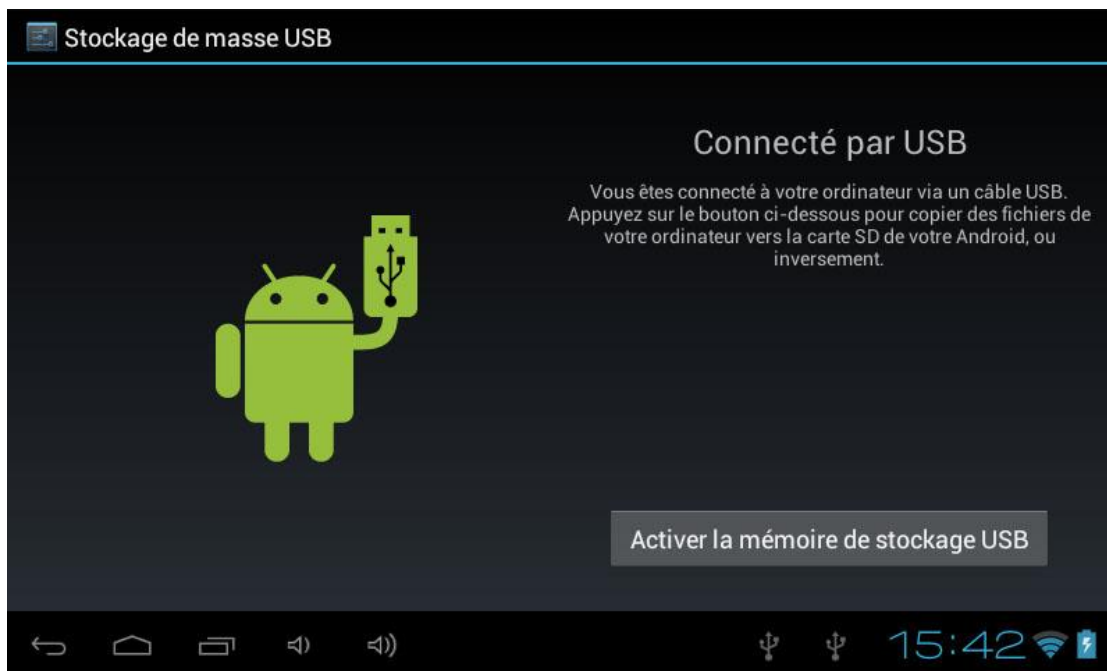 Stockage de masse USB
Connecté par USB
Vous êtes connecté à votre ordinateur via un câble USB.
Appuyez sur le bouton ci-dessous pour copier des fichiers de
votre ordinateur vers la carte SD de votre Android, ou
inversement.
Activer la mémoire de stockage USB
15:42